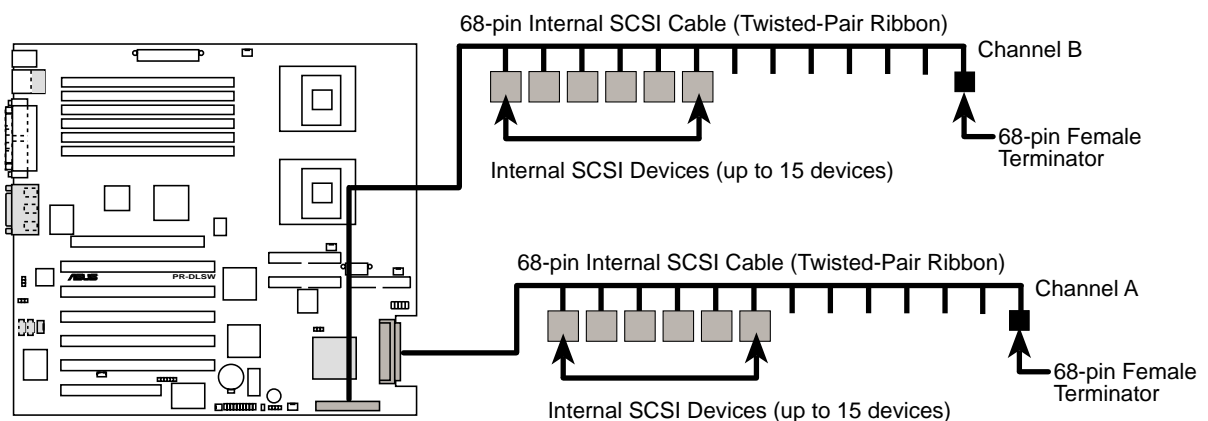 68-pin Internal SCSI Cable (Twisted-Pair Ribbon)
Channel B
68-pin Female
Terminator
Internal SCSI Devices (up to 15 devices)
68-pin Internal SCSI Cable (Twisted-Pair Ribbon)
ASUS
PR-DLSW
Channel A
68-pin Female
Terminator
Internal SCSI Devices (up to 15 devices)